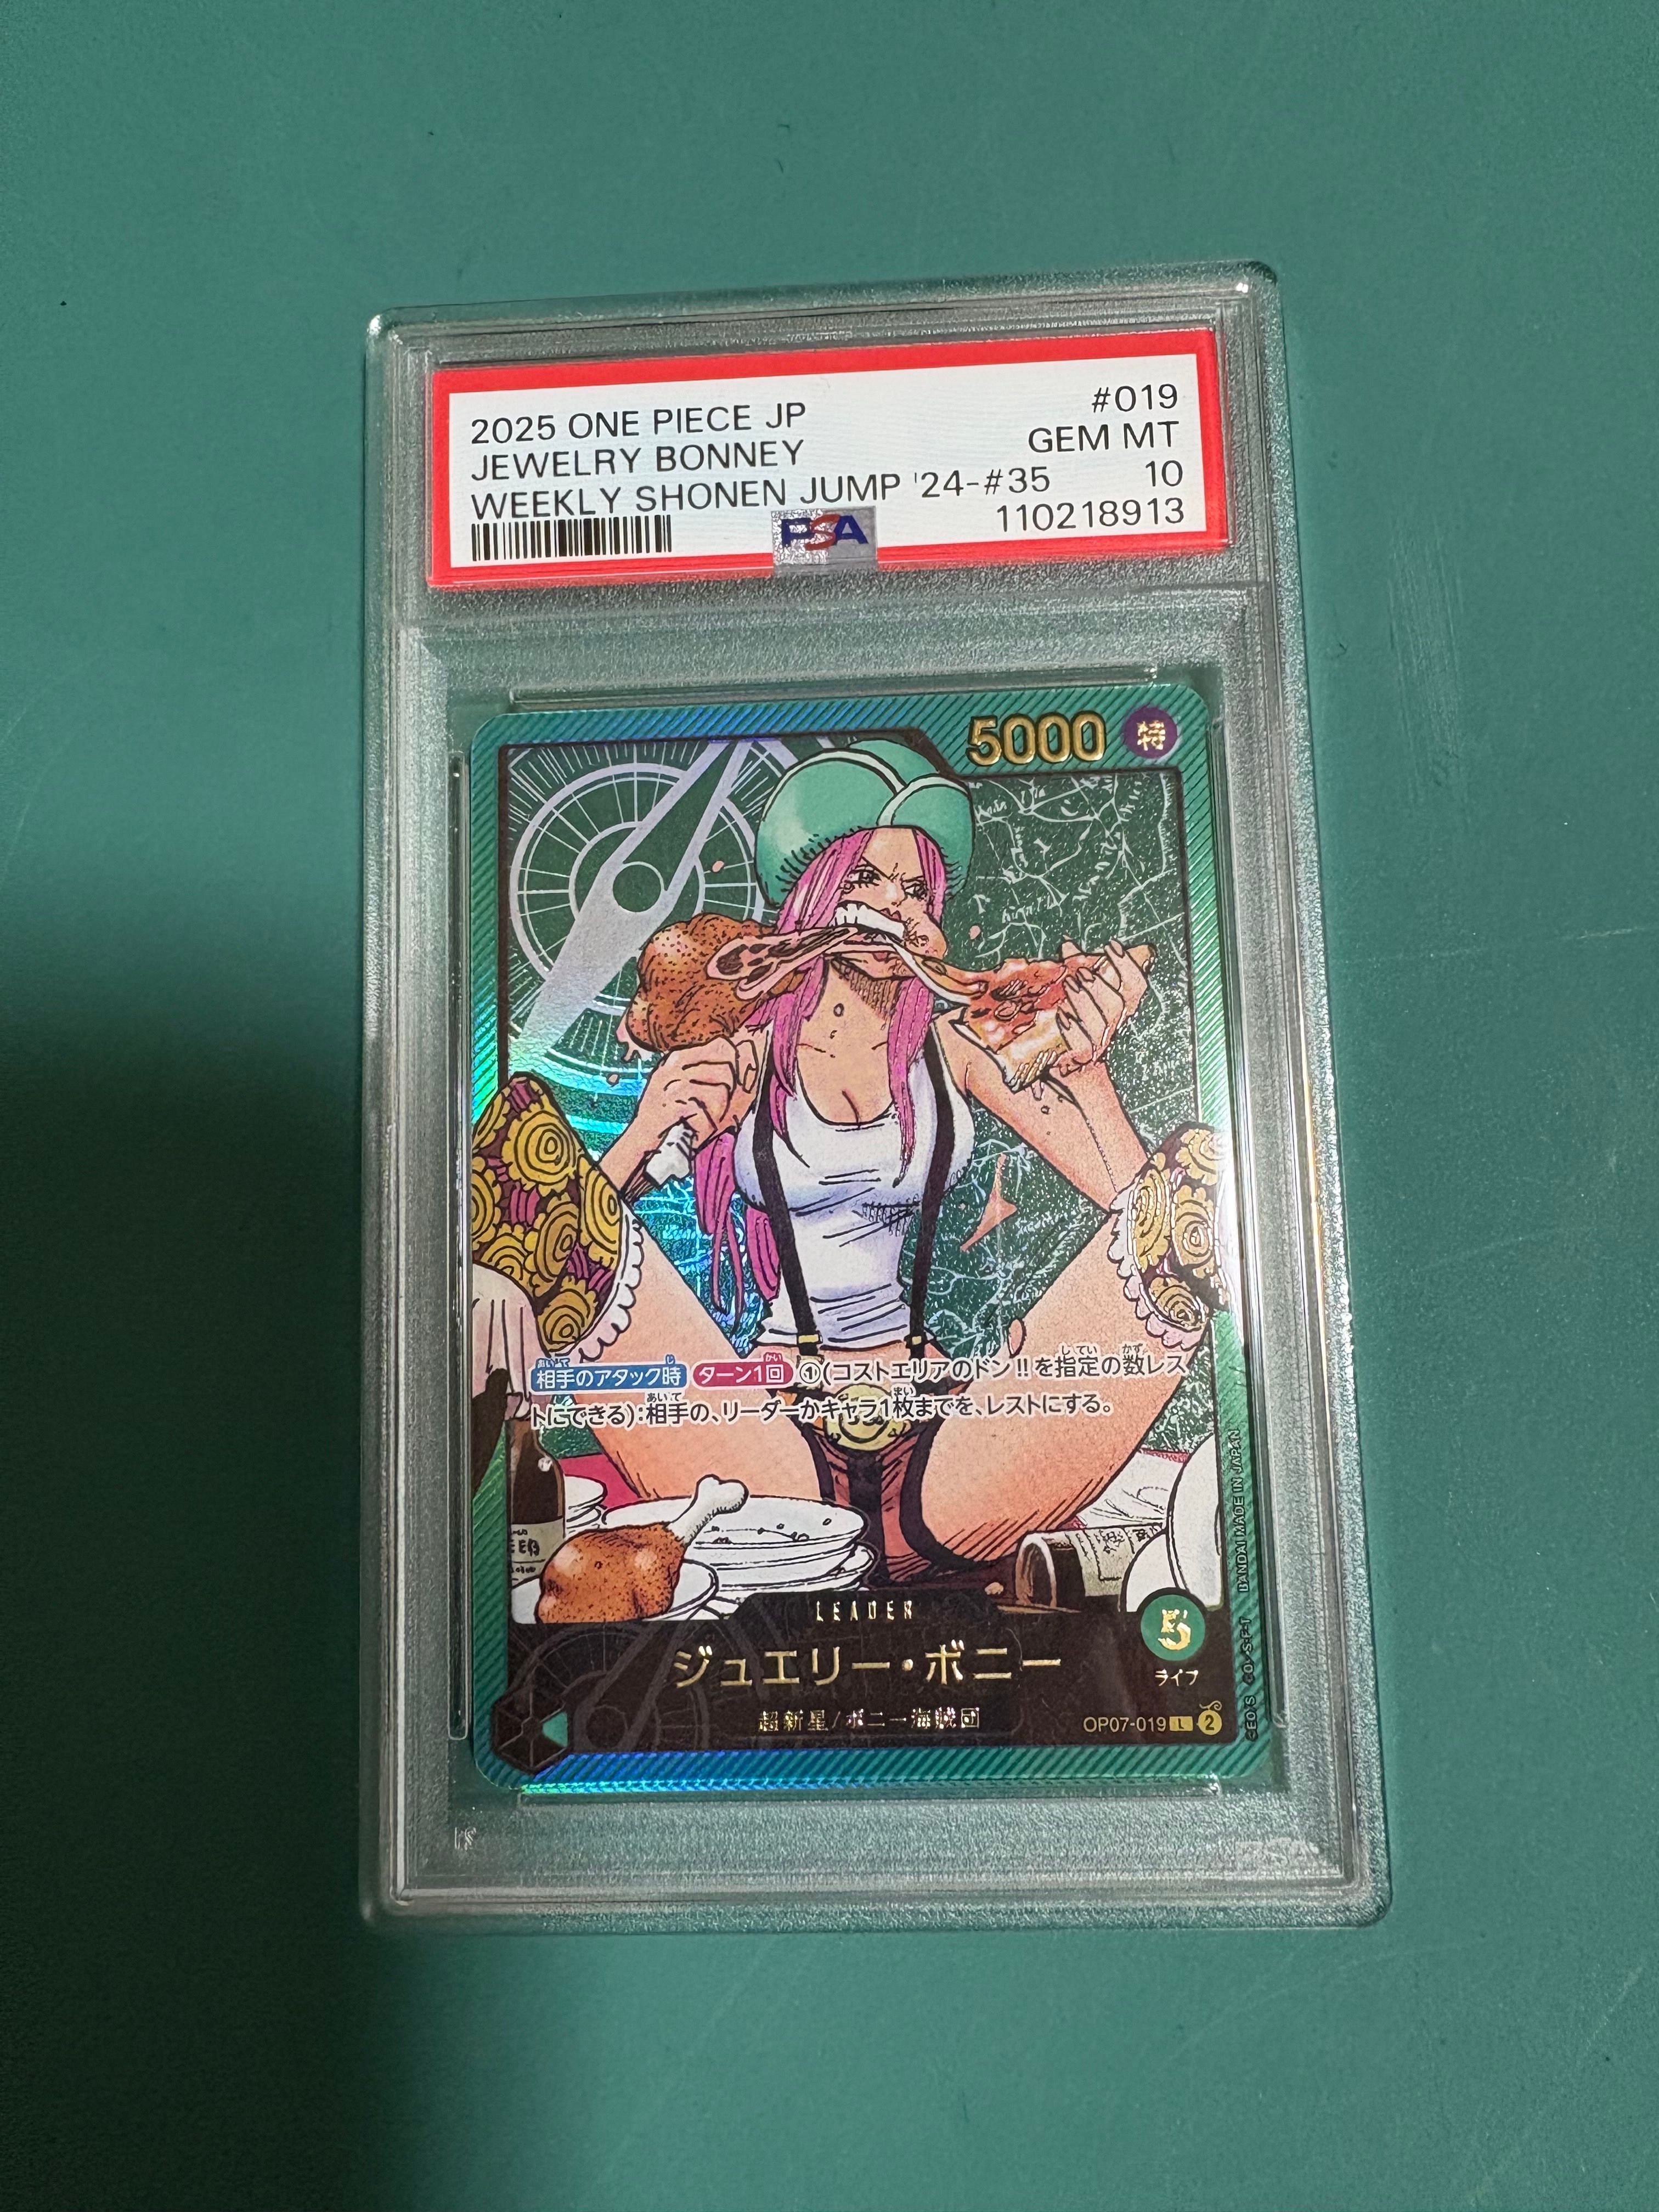 2025 ONE PIECE JP #019
JEWELRY BONNEY GEM MT
WEEKLY SHONEN JUMP '24-#35 10
PSA 110218913
5000 特
相手のアタック時 ターン1回 ①(コストエリアのドン!!を指定の数レス
トにできる):相手の、リーダーかキャラ1枚までを、レストにする。
LEADER
5
ジュエリー・ボニー
ライフ
超新星/ボニー海賊団
OP07-019 L 2
BANDAI MADE IN JAPAN